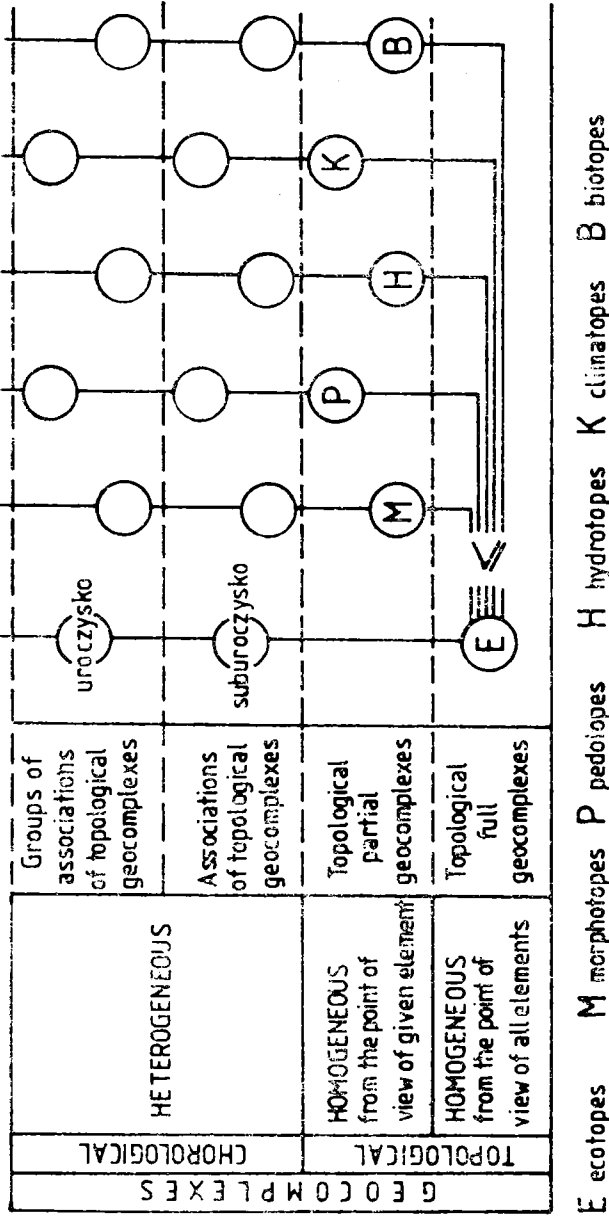 GEOCOMPLEXES
CHOROLOGICAL
TOPOLOGICAL
HETEROGENEOUS
HOMOGENEOUS
from the point of
view of given element
HOMOGENEOUS
from the point of
view of all elements
Groups of
associations
of topological
geocomplexes
Associations
of topological
geocomplexes
Topological
partial
geocomplexes
Topological
full
geocomplexes
uroczysko
suburoczysko
M
P
H
K
B
E
E ecotopes M morphotopes P pedotopes H hydrotopes K climatopes B biotopes